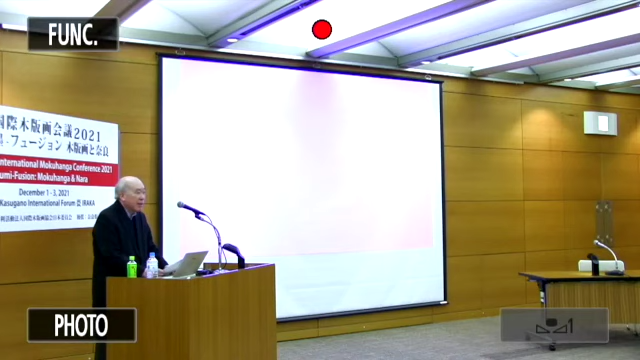 FUNC.
国際木版画会議2021
フュージョン 木版画と奈良
International Mokuhanga Conference 2021
umi-Fusion: Mokuhanga & Nara
December 1 - 3, 2021
Kasugano International Forum 甍 IRAKA
PHOTO
1